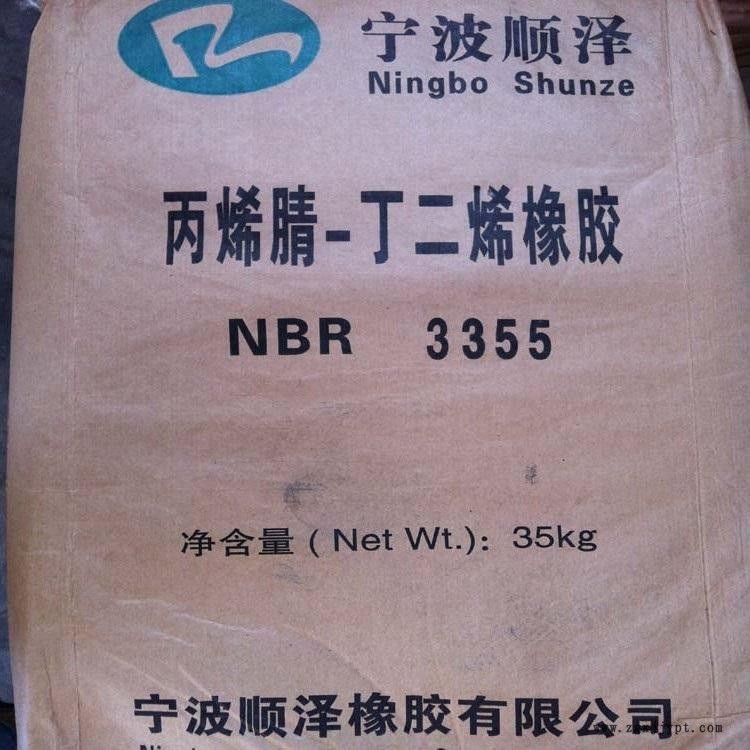 宁波顺泽
Ningbo Shunze
丙烯腈-丁二烯橡胶
NBR 3355
净含量(Net Wt.): 35kg
宁波顺泽橡胶有限公司